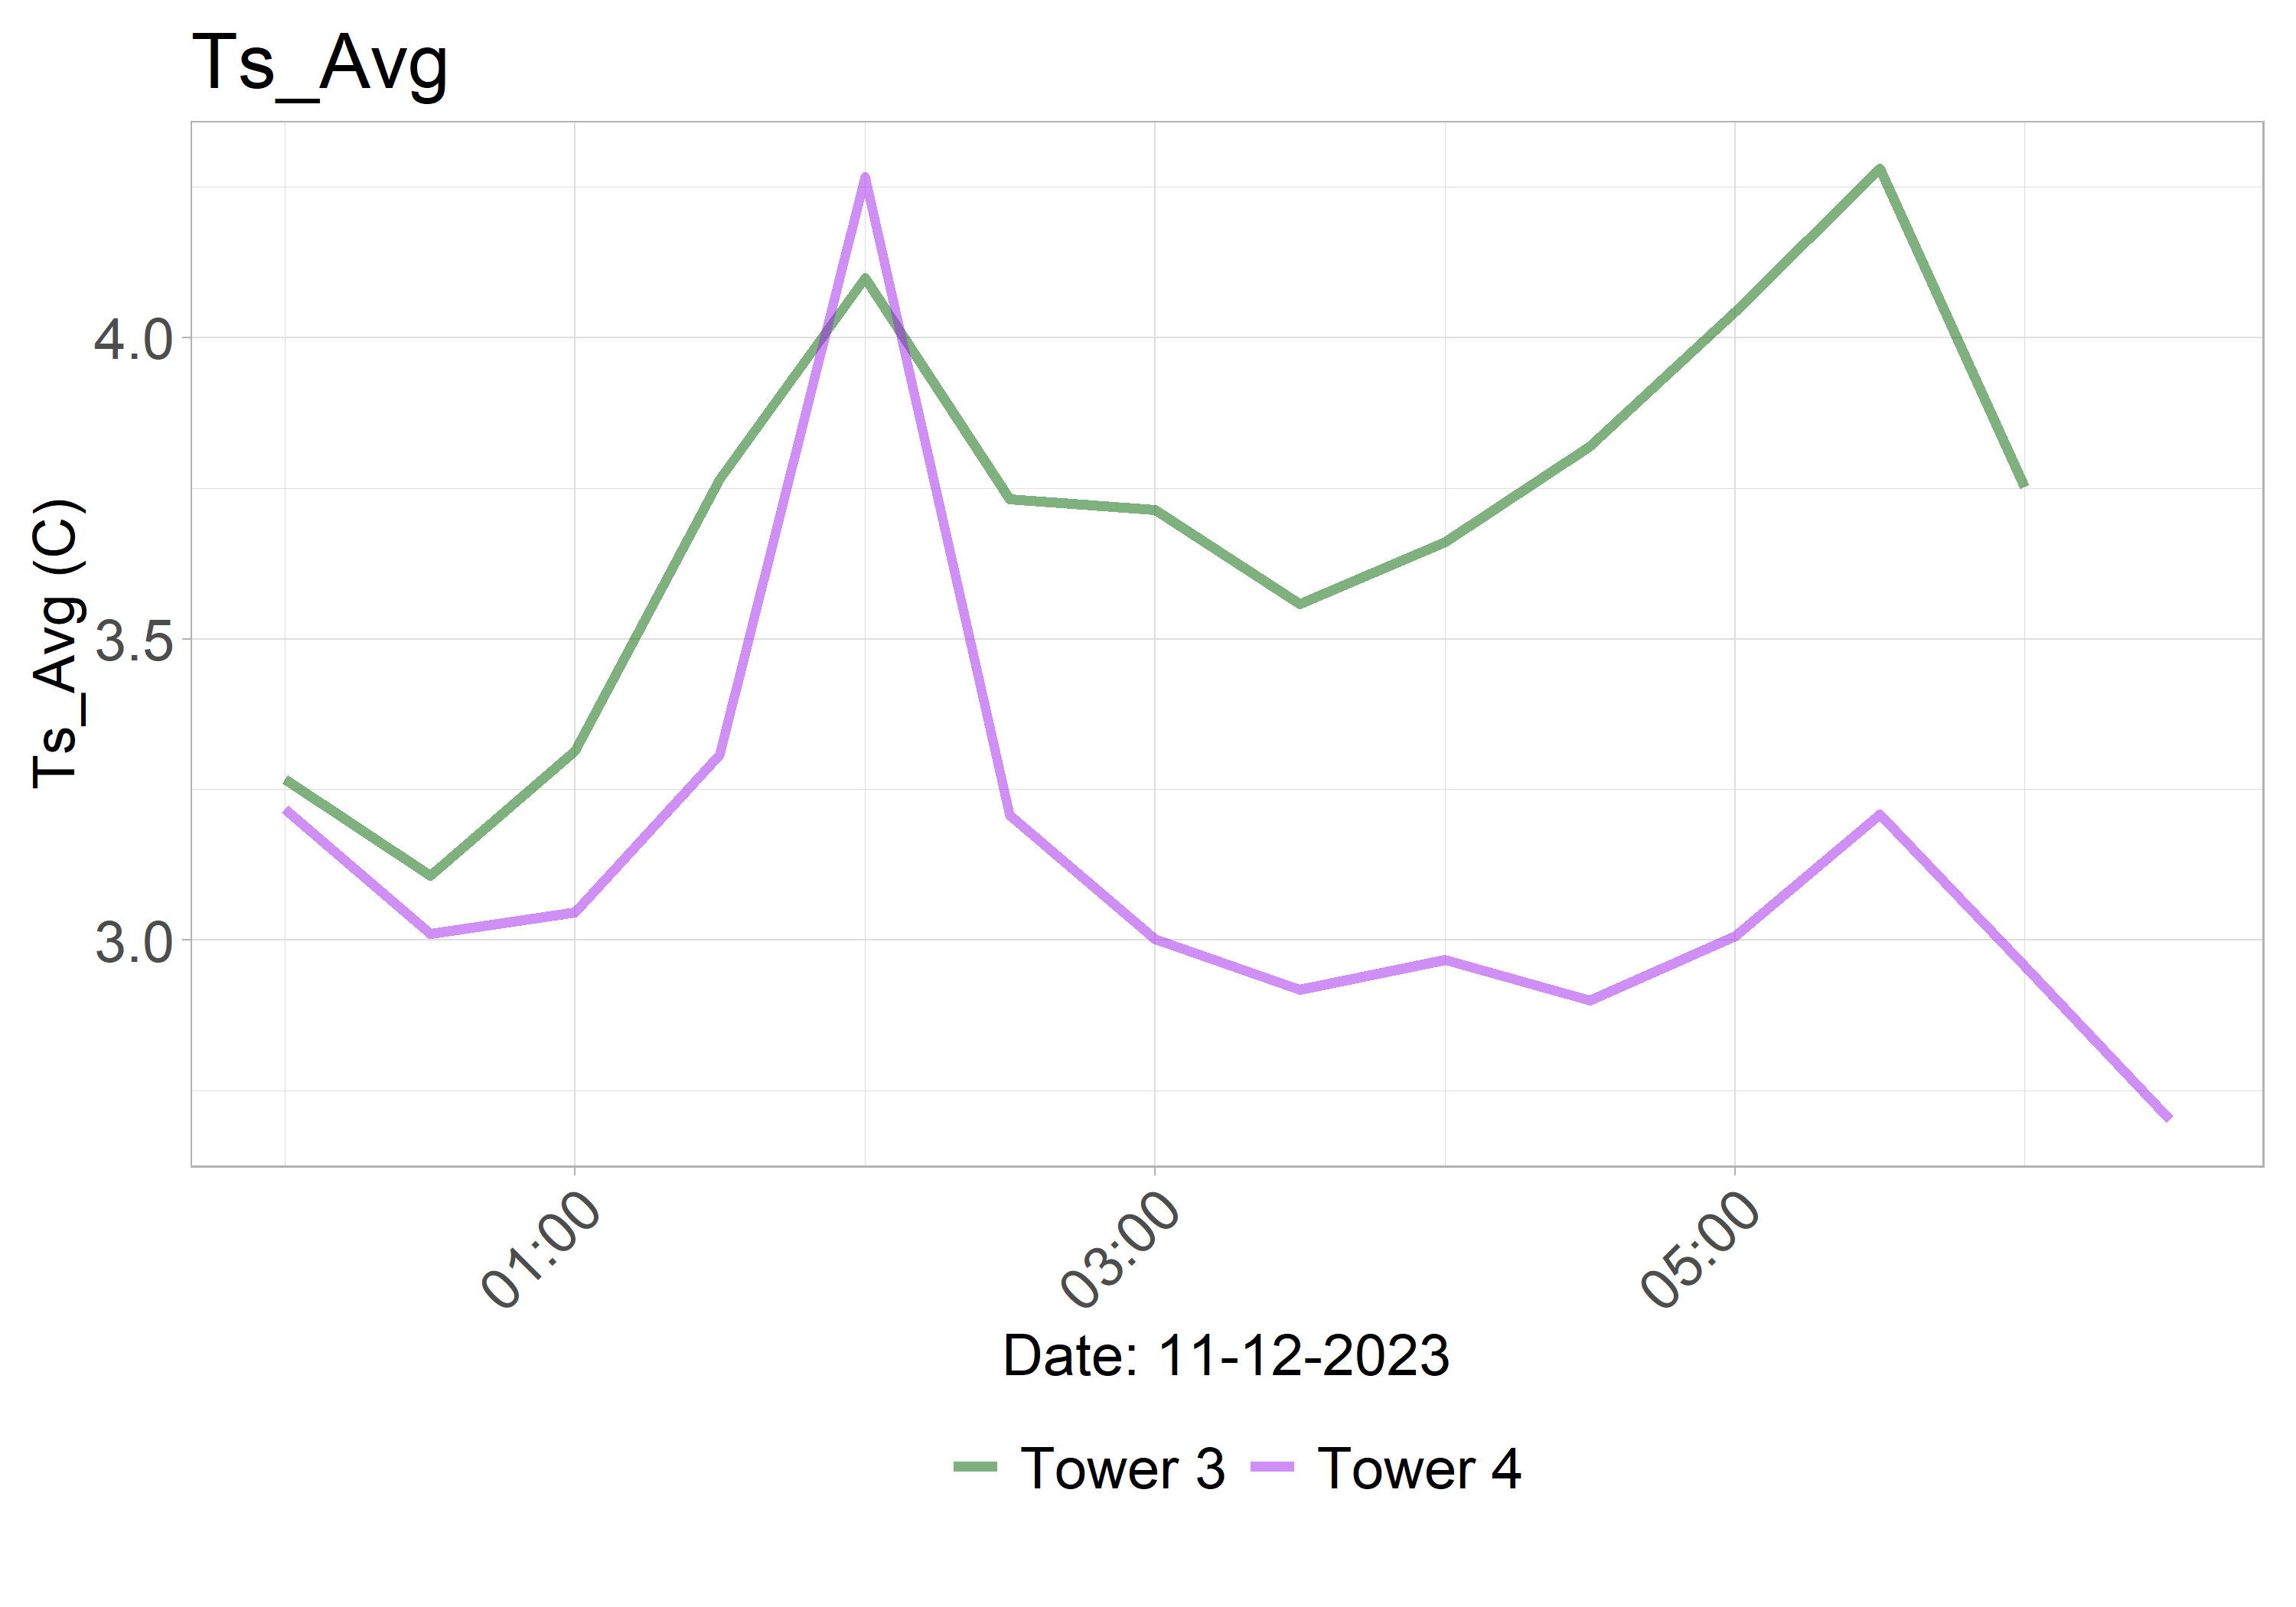 Ts_Avg
Ts_Avg (C)
4.0
3.5
3.0
01:00
03:00
05:00
Date: 11-12-2023
Tower 3
Tower 4